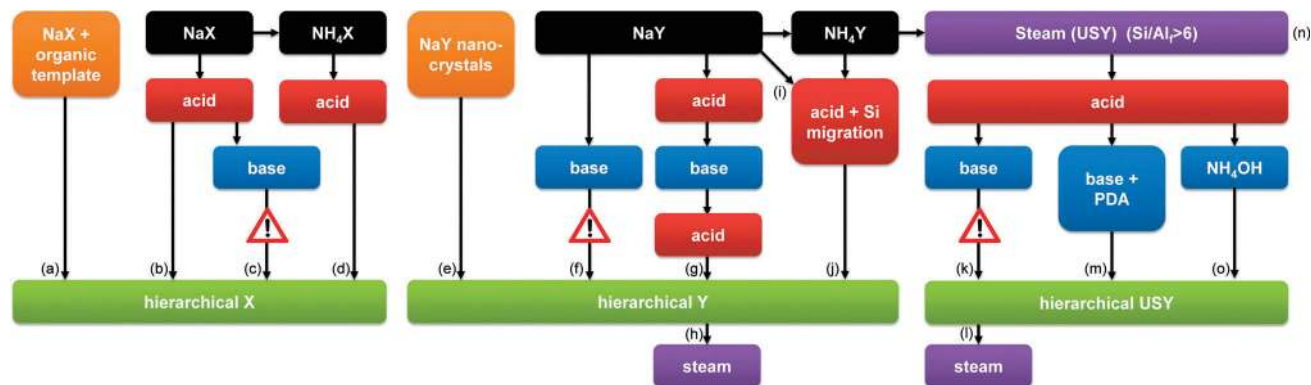 NaX +
organic
template
NaX
NH₄X
acid
acid
base
!
(a)
(b)
(c)
(d)
hierarchical X
NaY nano-
crystals
NaY
NH₄Y
(i)
acid
acid + Si
migration
base
base
!
acid
(e)
(f)
(g)
(j)
hierarchical Y
(h)
steam
Steam (USY) (Si/Alf>6)
(n)
acid
base
base +
PDA
NH₄OH
!
(k)
(m)
(o)
hierarchical USY
(l)
steam